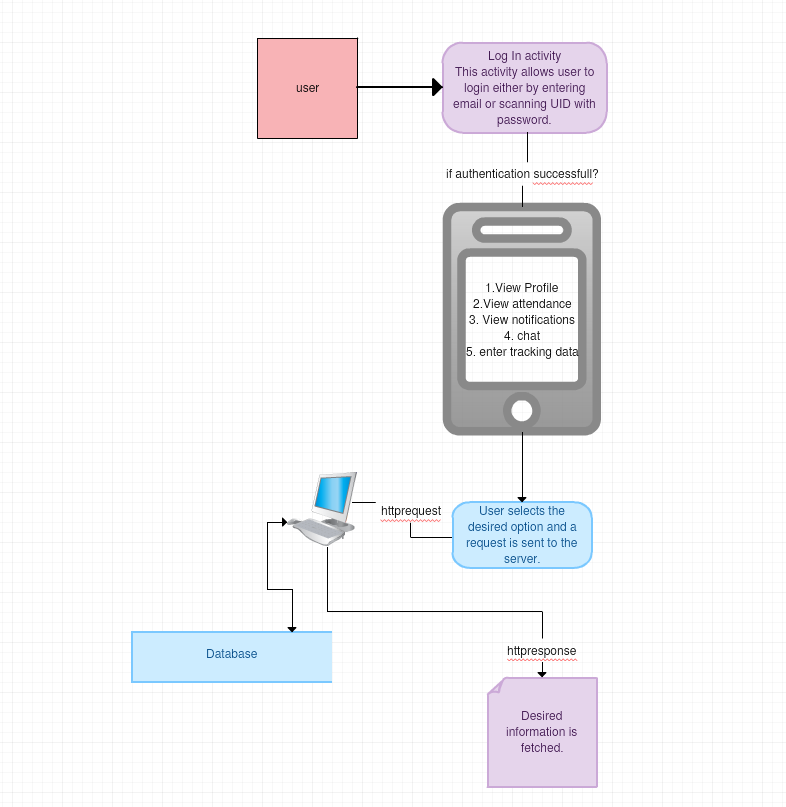 user
Log In activity
This activity allows user to
login either by entering
email or scanning UID with
password.
if authentication successfull?
1.View Profile
2.View attendance
3. View notifications
4. chat
5. enter tracking data
httprequest
User selects the
desired option and a
request is sent to the
server.
Database
httpresponse
Desired
information is
fetched.